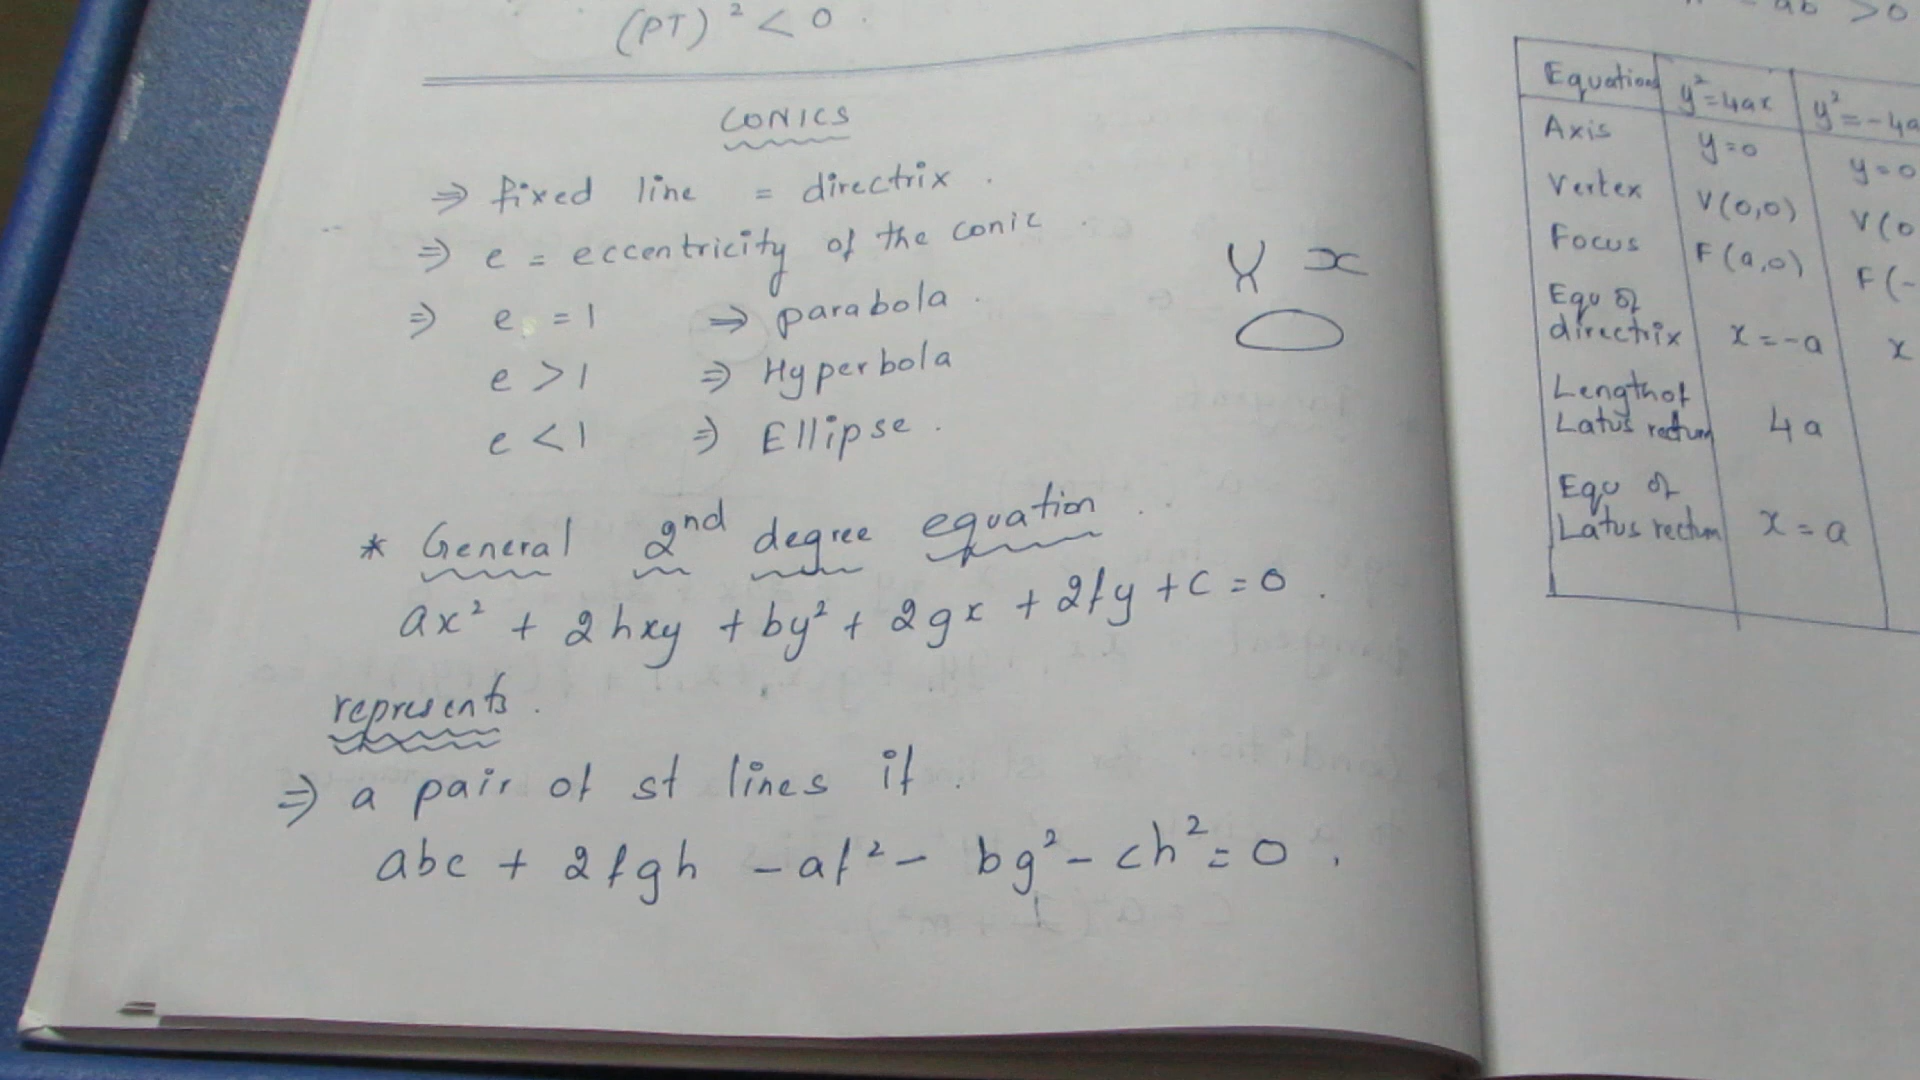 (PT)² < 0.
CONICS
⇒ fixed line = directrix.
⇒ e = eccentricity of the conic.
⇒ e = 1 ⇒ parabola.
e > 1 ⇒ Hyperbola
e < 1 ⇒ Ellipse.
* General 2nd degree equation.
ax² + 2hxy + by² + 2gx + 2fy + c = 0.
represents.
⇒ a pair of st lines if.
abc + 2fgh - af² - bg² - ch² = 0.
- ab > 0
Equation y² = 4ax y² = -4a
Axis y=0 y=0
Vertex V(0,0) V(0
Focus F(a,0) F(-
Equ of
directrix x = -a x
Length of
Latus rectum 4a
Equ of
Latus rectum x = a